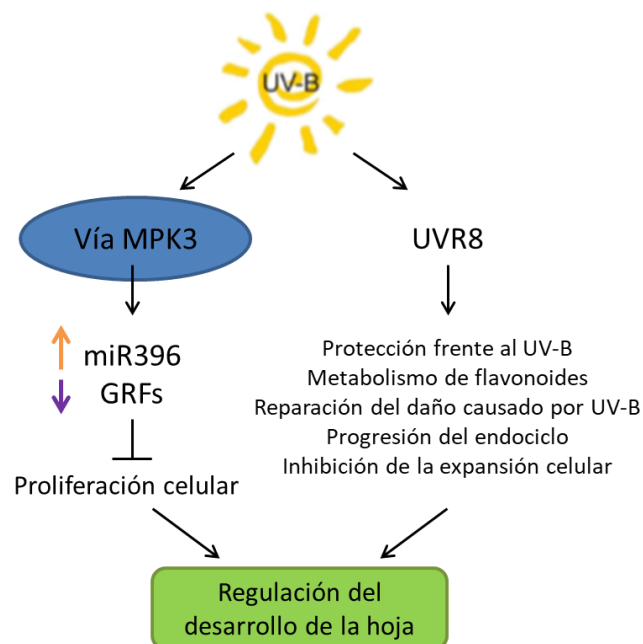 UV-B
Vía MPK3
UVR8
miR396
GRFs
Proliferación celular
Protección frente al UV-B
Metabolismo de flavonoides
Reparación del daño causado por UV-B
Progresión del endociclo
Inhibición de la expansión celular
Regulación del
desarrollo de la hoja